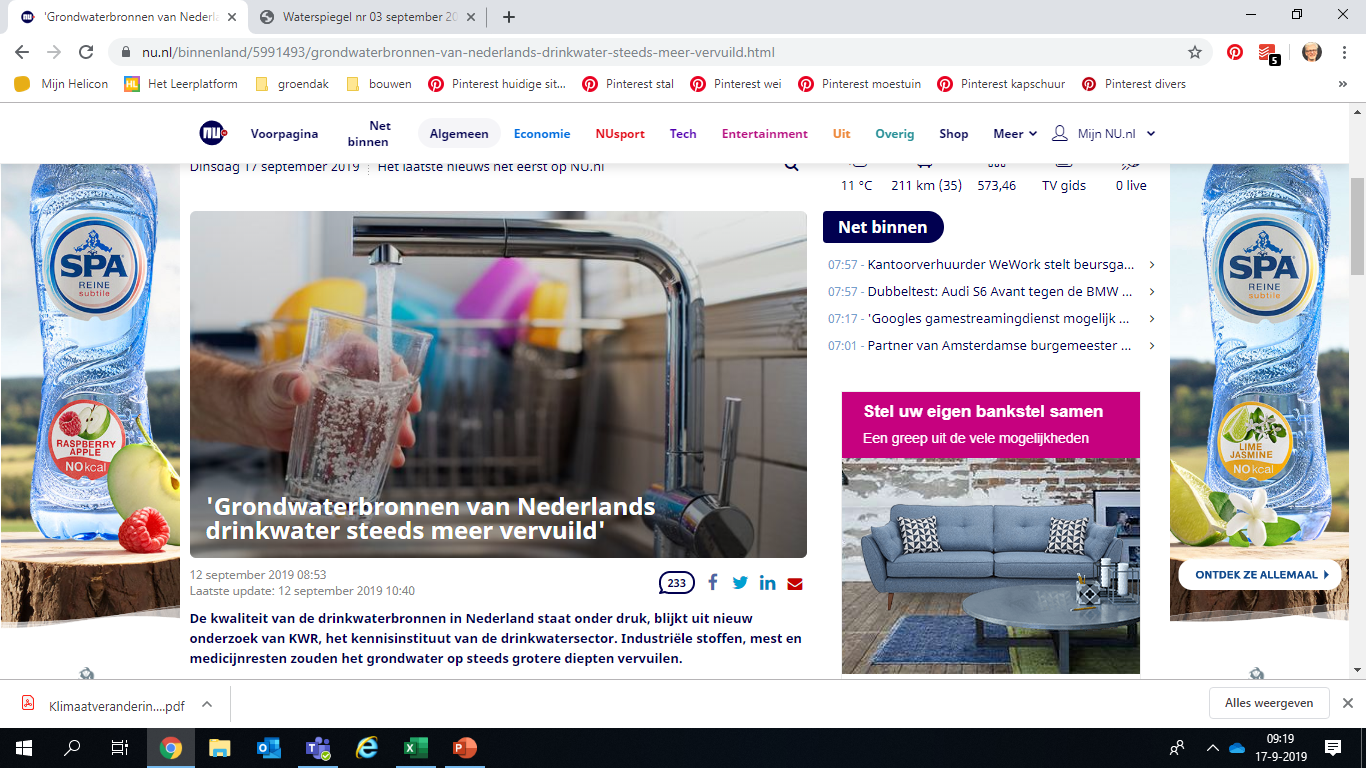 'Grondwaterbronnen van Nederla
Waterspiegel nr 03 september 20
nu.nl/binnenland/5991493/grondwaterbronnen-van-nederlands-drinkwater-steeds-meer-vervuild.html
5
Mijn Helicon
HL Het Leerplatform
groendak
bouwen
Pinterest huidige sit...
Pinterest stal
Pinterest wei
Pinterest moestuin
Pinterest kapschuur
Pinterest divers
»
nu
Voorpagina
Net binnen
Algemeen
Economie
NUsport
Tech
Entertainment
Uit
Overig
Shop
Meer
Mijn NU.nl
Dinsdag 17 september 2019
Het laatste nieuws het eerst op NU.nl
11 °C
211 km (35)
573,46
TV gids
0 live
SPA
REINE
subtile
RASPBERRY
APPLE
NO kcal
'Grondwaterbronnen van Nederlands
drinkwater steeds meer vervuild'
12 september 2019 08:53
Laatste update: 12 september 2019 10:40
233
De kwaliteit van de drinkwaterbronnen in Nederland staat onder druk, blijkt uit nieuw
onderzoek van KWR, het kennisinstituut van de drinkwatersector. Industriële stoffen, mest en
medicijnresten zouden het grondwater op steeds grotere diepten vervuilen.
Net binnen
07:57 - Kantoorverhuurder WeWork stelt beursga...
07:57 - Dubbeltest: Audi S6 Avant tegen de BMW ...
07:17 - 'Googles gamestreamingdienst mogelijk ...
07:01 - Partner van Amsterdamse burgemeester ...
Stel uw eigen bankstel samen
Een greep uit de vele mogelijkheden
SPA
REINE
subtile
LIME
JASMINE
NO kcal
ONTDEK ZE ALLEMAAL
Klimaatveranderin....pdf
Alles weergeven
09:19
17-9-2019